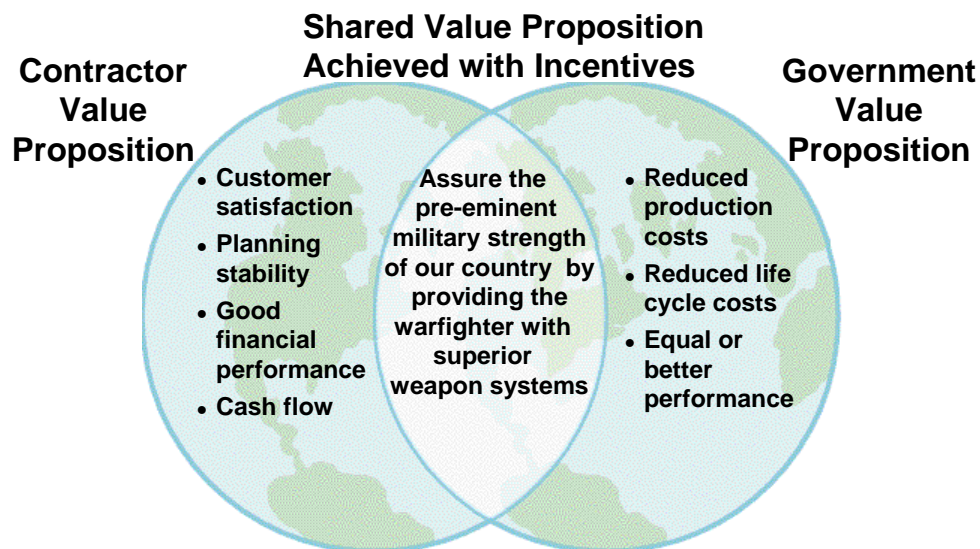 Shared Value Proposition
Achieved with Incentives
Contractor
Value
Proposition
Government
Value
Proposition
• Customer
satisfaction
• Planning
stability
• Good
financial
performance
• Cash flow
Assure the
pre-eminent
military strength
of our country by
providing the
warfighter with
superior
weapon systems
• Reduced
production
costs
• Reduced life
cycle costs
• Equal or
better
performance